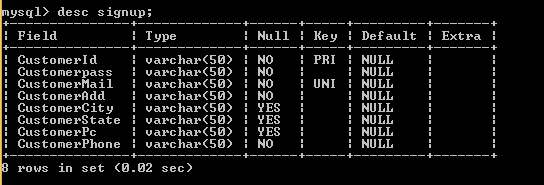 mysql> desc signup;
+---------------+-------------+------+-----+---------+-------+
| Field         | Type        | Null | Key | Default | Extra |
+---------------+-------------+------+-----+---------+-------+
| CustomerId    | varchar(50) | NO   | PRI | NULL    |       |
| Customerpass  | varchar(50) | NO   |     | NULL    |       |
| CustomerMail  | varchar(50) | NO   | UNI | NULL    |       |
| CustomerAdd   | varchar(50) | NO   |     | NULL    |       |
| CustomerCity  | varchar(50) | YES  |     | NULL    |       |
| CustomerState | varchar(50) | YES  |     | NULL    |       |
| CustomerPc    | varchar(50) | YES  |     | NULL    |       |
| CustomerPhone | varchar(50) | NO   |     | NULL    |       |
+---------------+-------------+------+-----+---------+-------+
8 rows in set (0.02 sec)